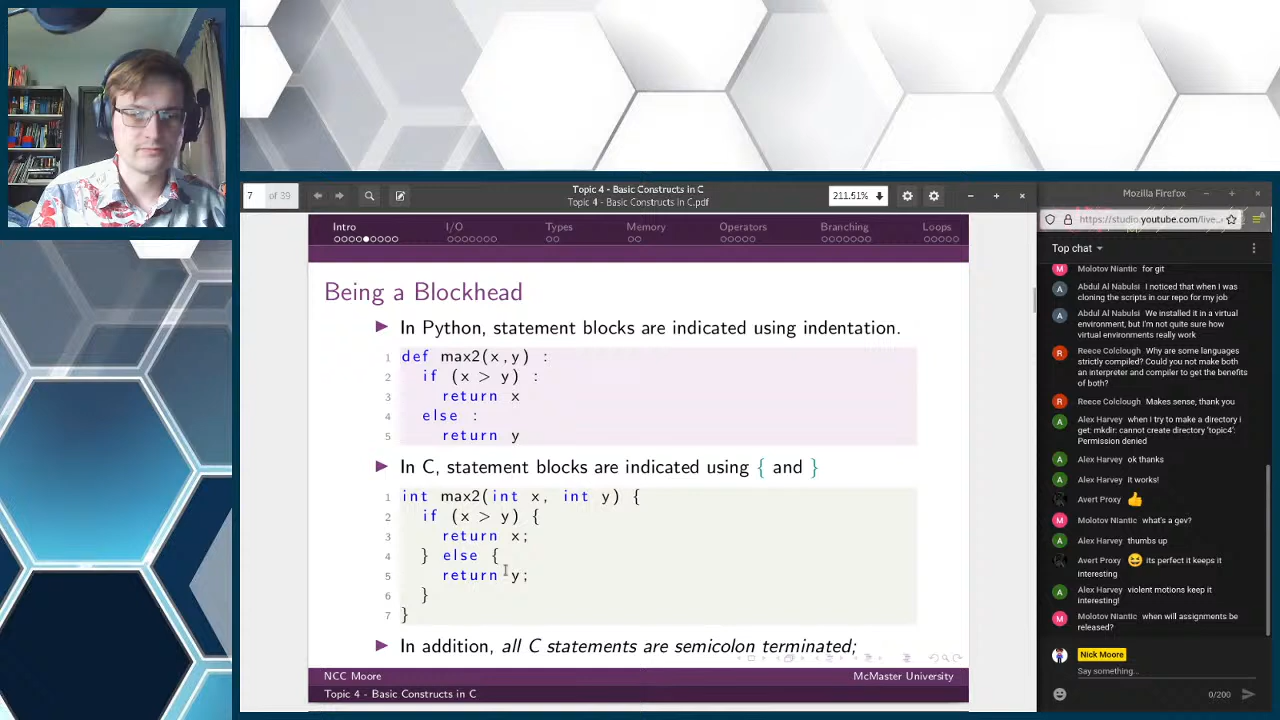 7 of 39
Topic 4 - Basic Constructs in C
Topic 4 - Basic Constructs in C.pdf
211.51%
Intro I/O Types Memory Operators Branching Loops
Being a Blockhead
In Python, statement blocks are indicated using indentation.
1 def max2(x,y) :
2 if (x > y) :
3 return x
4 else :
5 return y
In C, statement blocks are indicated using { and }
1 int max2(int x, int y) {
2 if (x > y) {
3 return x;
4 } else {
5 return y;
6 }
7 }
In addition, all C statements are semicolon terminated;
NCC Moore McMaster University
Topic 4 - Basic Constructs in C
Mozilla Firefox
https://studio.youtube.com/live_
Top chat
M Molotov Niantic for git
A Abdul Al Nabulsi I noticed that when I was
cloning the scripts in our repo for my
job
A Abdul Al Nabulsi We installed it in a virtual
environment, but i'm not quite sure how
virtual environments really work
R Reece Colclough Why are some languages
strictly compiled? Could you not make both
an interpreter and compiler to get the benefits
of both?
R Reece Colclough Makes sense, thank you
A Alex Harvey when I try to make a directory i
get: mkdir: cannot create directory 'topic4':
Permission denied
A Alex Harvey ok thanks
A Alex Harvey it works!
Avert Proxy
M Molotov Niantic what's a gev?
A Alex Harvey thumbs up
Avert Proxy its perfect it keeps it
interesting
A Alex Harvey violent motions keep it
interesting!
M Molotov Niantic when will assignments be
released?
Nick Moore
Say something...
0/200